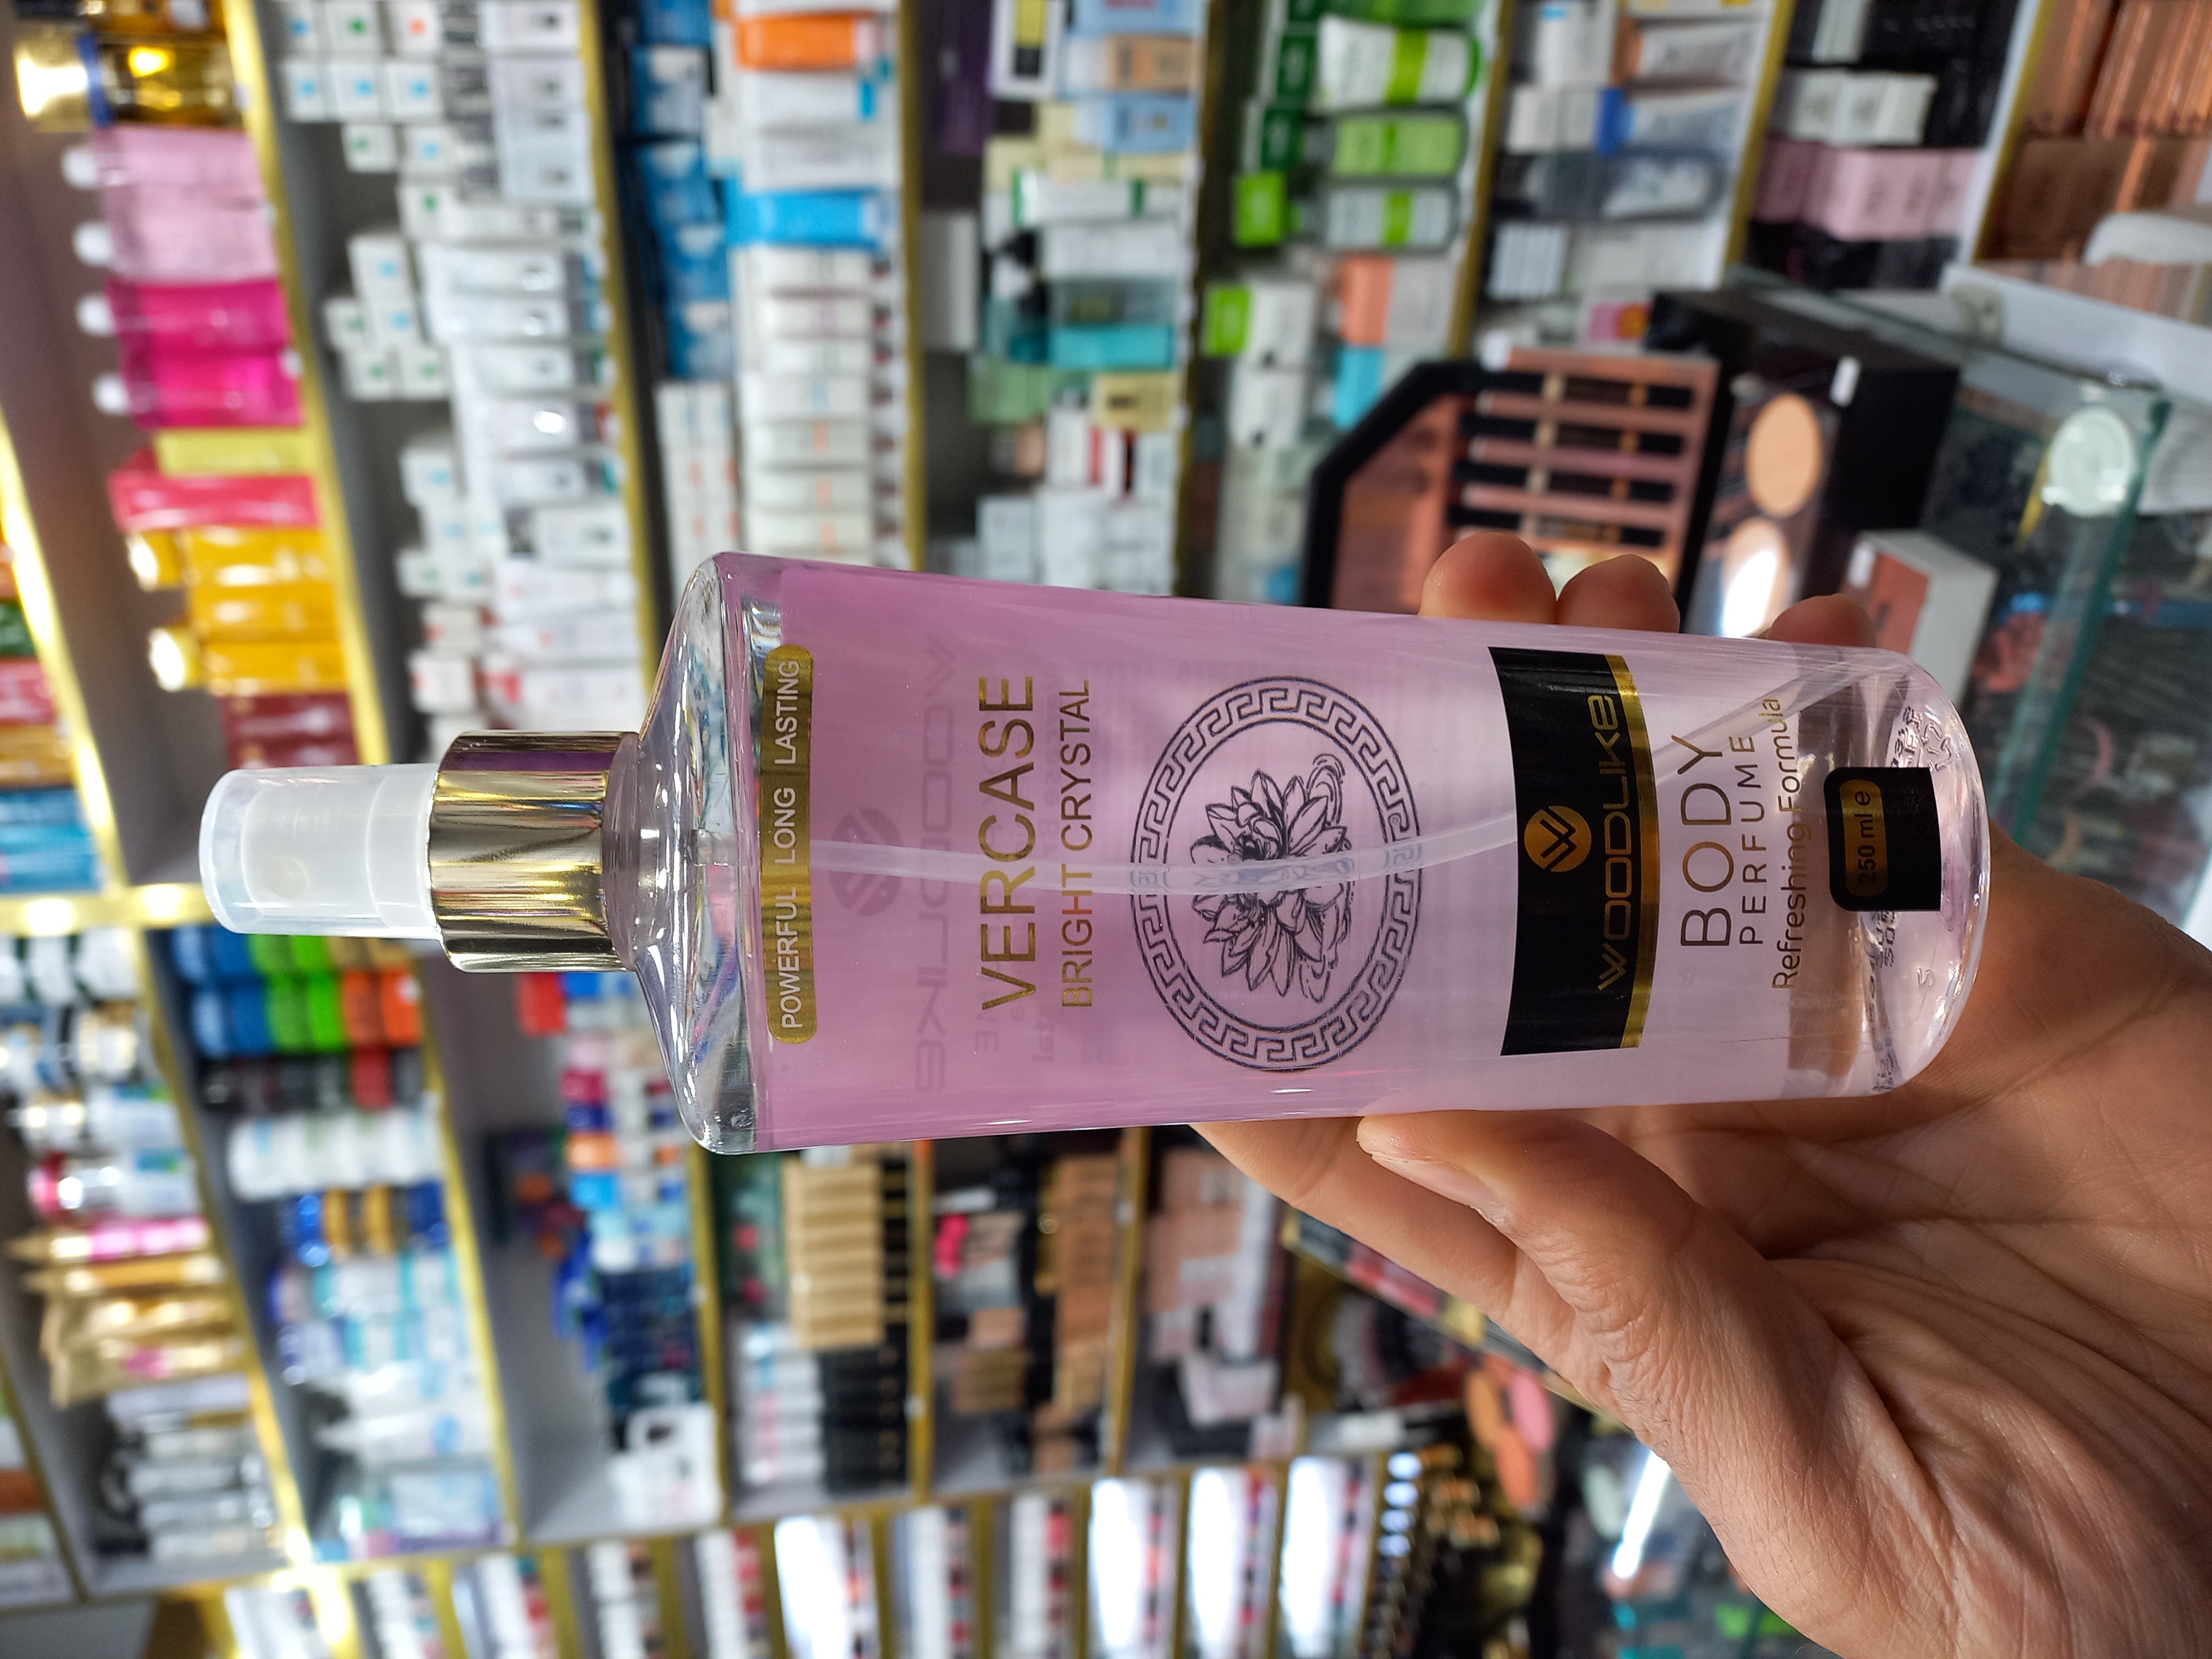 POWERFUL LONG LASTING
VERCASE
BRIGHT CRYSTAL
WOODLIKE
BODY
PERFUME
Refreshing Formula
250 ml e